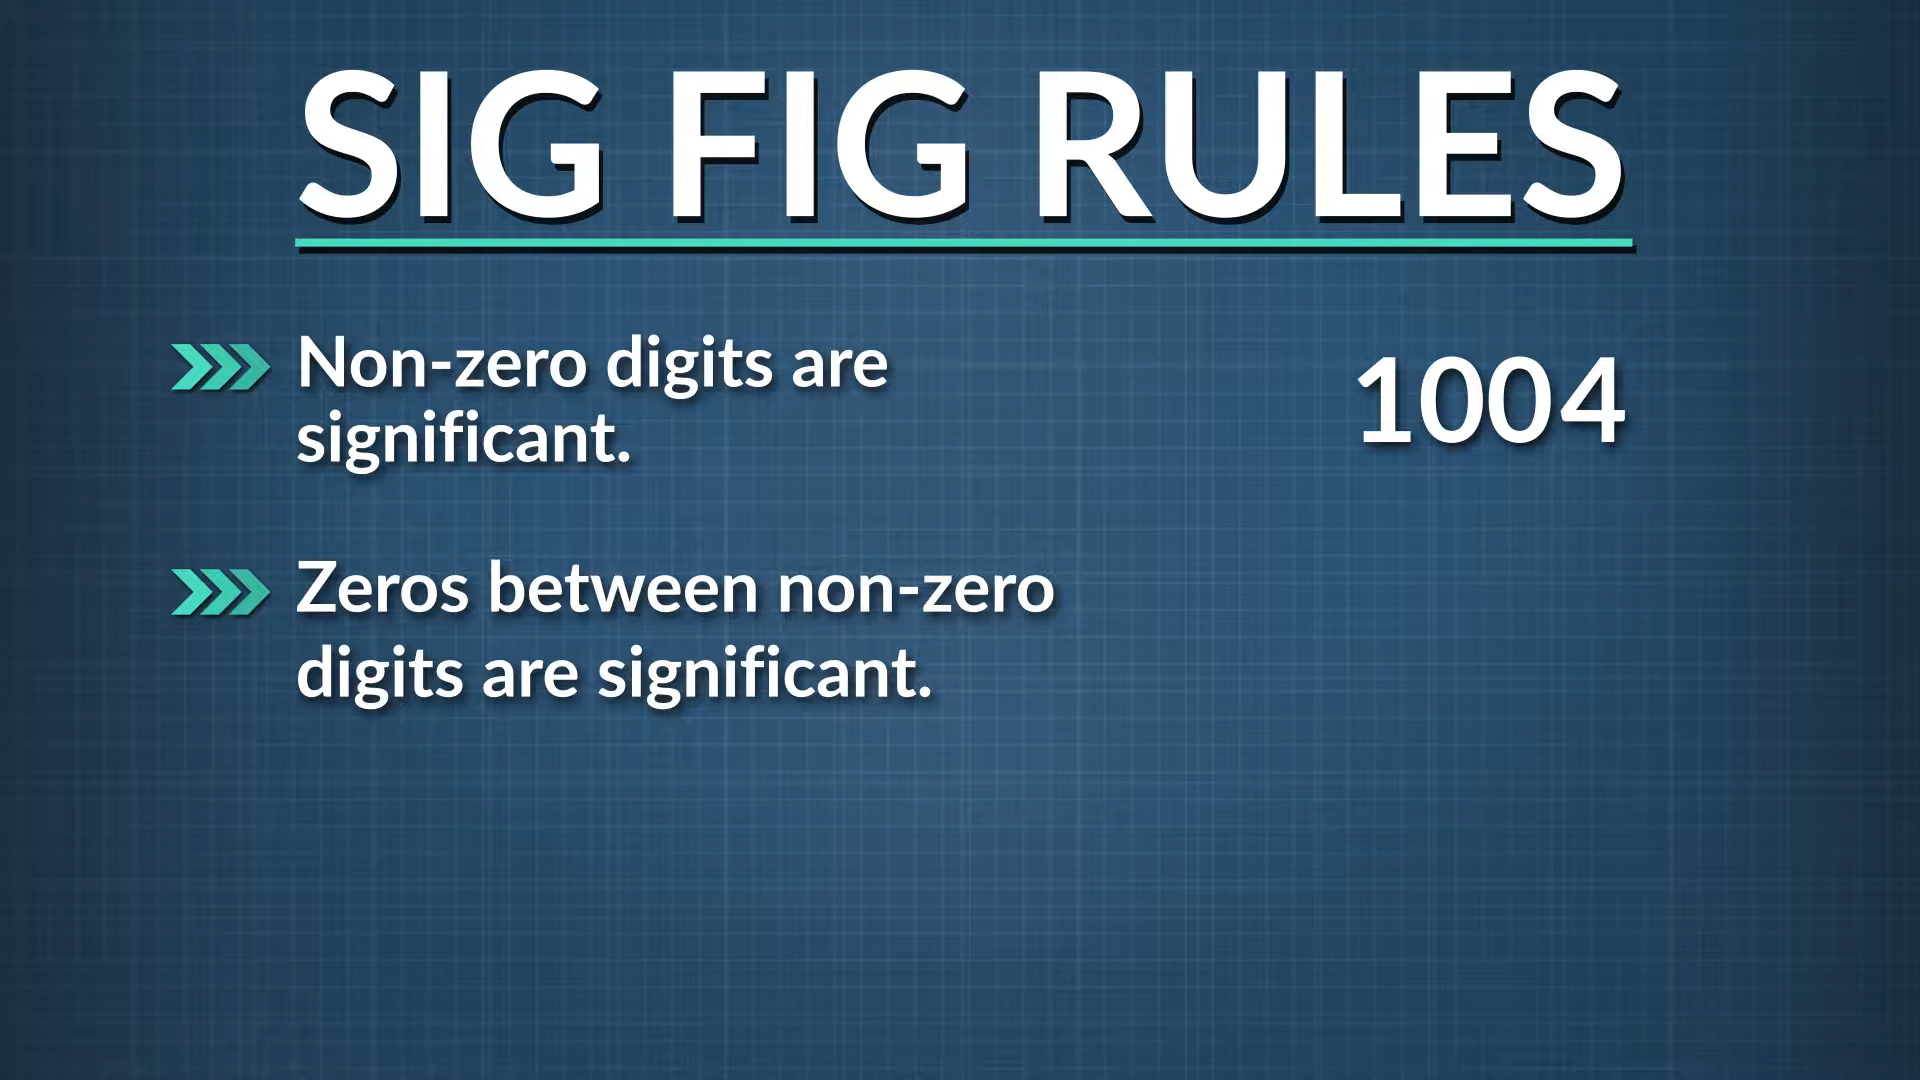 SIG FIG RULES
Non-zero digits are
significant.
1004
Zeros between non-zero
digits are significant.